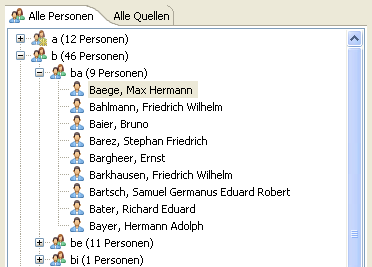 Alle Personen Alle Quellen
a (12 Personen)
b (46 Personen)
ba (9 Personen)
Baege, Max Hermann
Bahlmann, Friedrich Wilhelm
Baier, Bruno
Barez, Stephan Friedrich
Bargheer, Ernst
Barkhausen, Friedrich Wilhelm
Bartsch, Samuel Germanus Eduard Robert
Bater, Richard Eduard
Bayer, Hermann Adolph
be (11 Personen)
bi (1 Personen)